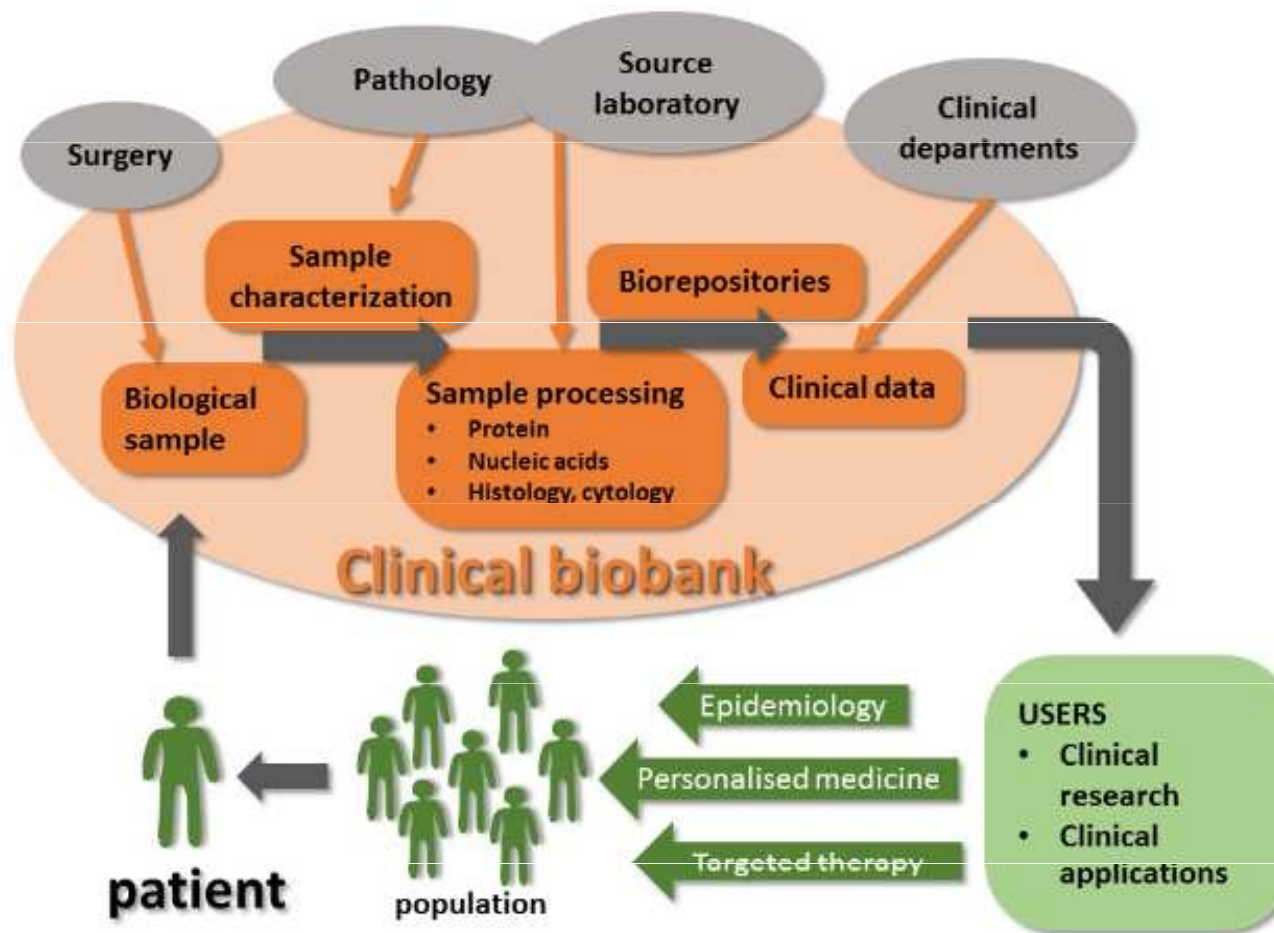 Pathology
Source
laboratory
Clinical
departments
Surgery
Sample
characterization
Biorepositories
Biological
sample
Sample processing
• Protein
• Nucleic acids
• Histology, cytology
Clinical data
Clinical biobank
Epidemiology
Personalised medicine
Targeted therapy
USERS
• Clinical
research
• Clinical
applications
patient
population